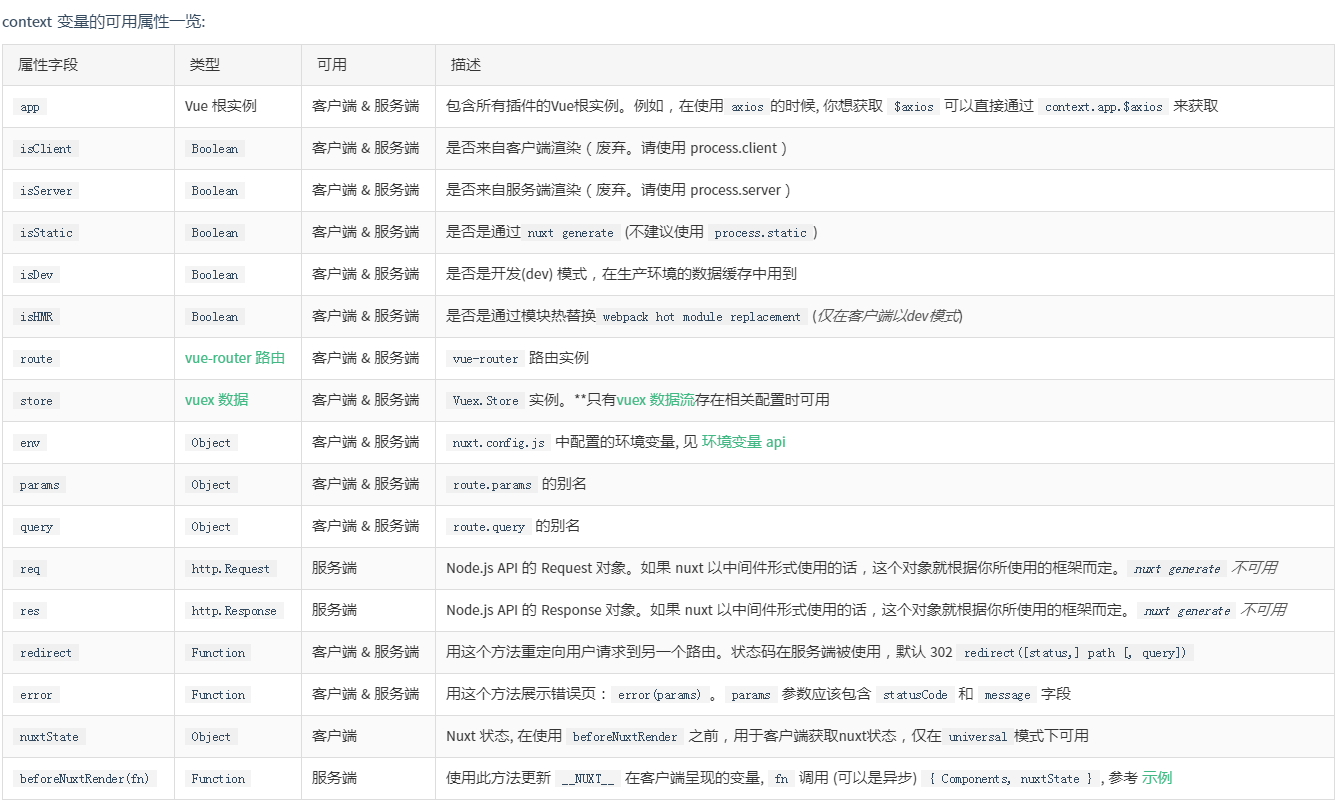 context 变量的可用属性一览:
属性字段 类型 可用 描述
app Vue 根实例 客户端 & 服务端 包含所有插件的Vue根实例。例如，在使用 axios 的时候, 你想获取 $axios 可以直接通过 context.app.$axios 来获取
isClient Boolean 客户端 & 服务端 是否来自客户端渲染（废弃。请使用 process.client）
isServer Boolean 客户端 & 服务端 是否来自服务端渲染（废弃。请使用 process.server）
isStatic Boolean 客户端 & 服务端 是否是通过 nuxt generate (不建议使用 process.static )
isDev Boolean 客户端 & 服务端 是否是开发(dev) 模式，在生产环境的数据缓存中用到
isHMR Boolean 客户端 & 服务端 是否是通过模块热替换 webpack hot module replacement (仅在客户端以dev模式)
route vue-router 路由 客户端 & 服务端 vue-router 路由实例
store vuex 数据 客户端 & 服务端 Vuex.Store 实例。**只有vuex 数据流存在相关配置时可用
env Object 客户端 & 服务端 nuxt.config.js 中配置的环境变量, 见 环境变量 api
params Object 客户端 & 服务端 route.params 的别名
query Object 客户端 & 服务端 route.query 的别名
req http.Request 服务端 Node.js API 的 Request 对象。如果 nuxt 以中间件形式使用的话，这个对象就根据你所使用的框架而定。 nuxt generate 不可用
res http.Response 服务端 Node.js API 的 Response 对象。如果 nuxt 以中间件形式使用的话，这个对象就根据你所使用的框架而定。 nuxt generate 不可用
redirect Function 客户端 & 服务端 用这个方法重定向用户请求到另一个路由。状态码在服务端被使用，默认 302 redirect([status,] path [, query])
error Function 客户端 & 服务端 用这个方法展示错误页： error(params) 。 params 参数应该包含 statusCode 和 message 字段
nuxtState Object 客户端 Nuxt 状态, 在使用 beforeNuxtRender 之前，用于客户端获取nuxt状态，仅在 universal 模式下可用
beforeNuxtRender(fn) Function 服务端 使用此方法更新 __NUXT__ 在客户端呈现的变量, fn 调用 (可以是异步) { Components, nuxtState } , 参考 示例